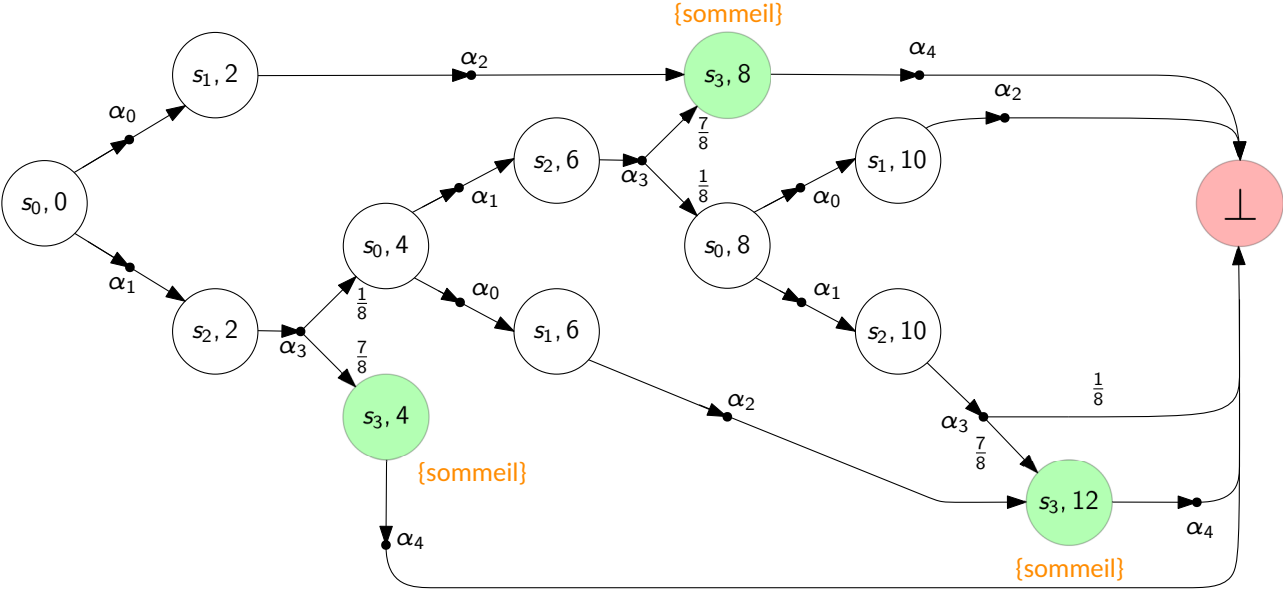 {sommeil}
s₁, 2
α₂
s₃, 8
α₄
α₂
α₀
7/8
s₂, 6
α₃
s₁, 10
s₀, 0
α₁
1/8
α₀
⊥
s₀, 4
s₀, 8
α₁
α₀
α₁
s₂, 2
1/8
s₁, 6
s₂, 10
α₃
7/8
1/8
s₃, 4
α₂
α₃
7/8
{sommeil}
s₃, 12
α₄
α₄
{sommeil}